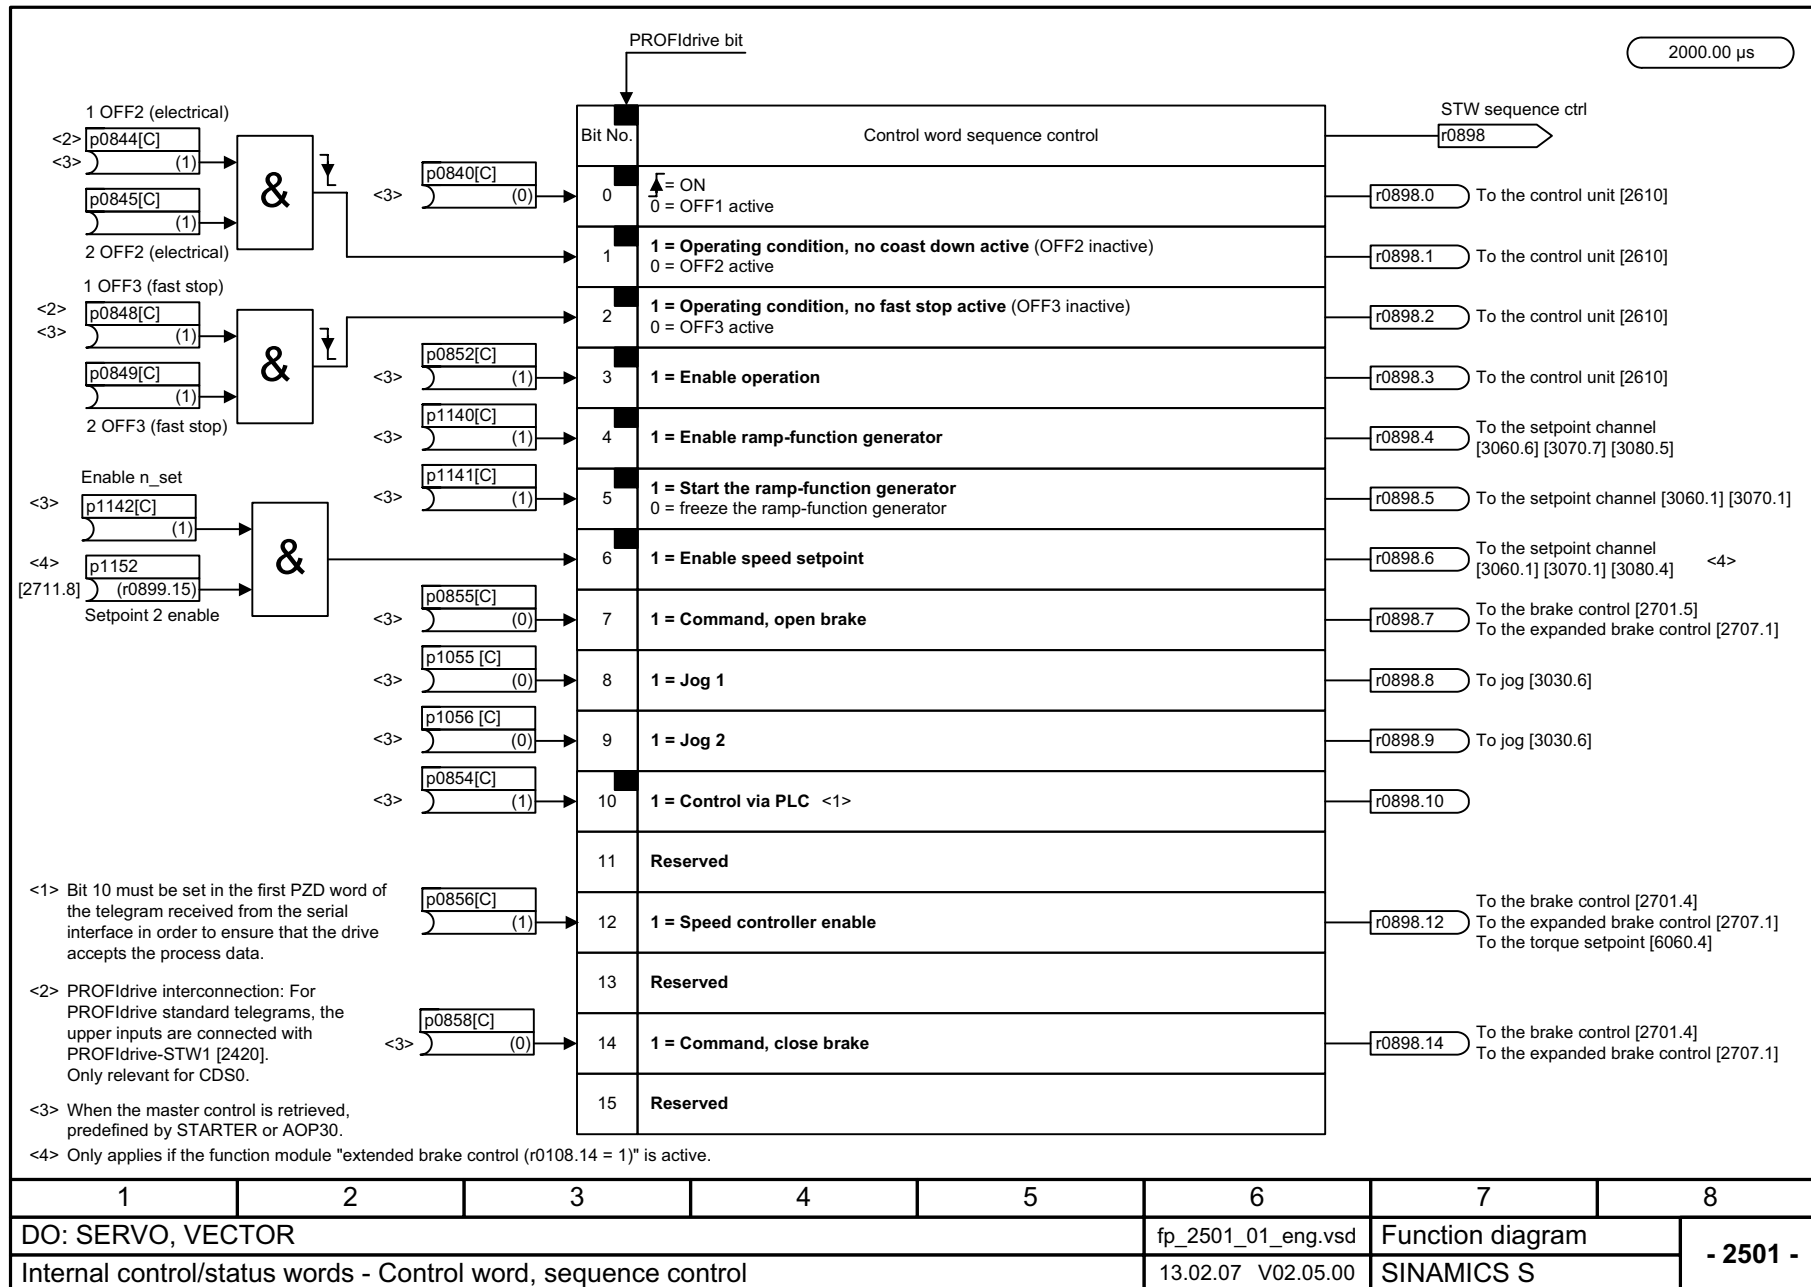 PROFIdrive bit
2000.00 µs
1 OFF2 (electrical)
<2> p0844[C]
<3> (1)
p0845[C]
(1)
2 OFF2 (electrical)
&
1 OFF3 (fast stop)
<2> p0848[C]
<3> (1)
p0849[C]
(1)
2 OFF3 (fast stop)
&
Enable n_set
<3> p1142[C]
(1)
<4> p1152
[2711.8] (r0899.15)
Setpoint 2 enable
&
Bit No. Control word sequence control
STW sequence ctrl
r0898
p0840[C]
<3> (0)
0 = ON
0 = OFF1 active
r0898.0 To the control unit [2610]
1 1 = Operating condition, no coast down active (OFF2 inactive)
0 = OFF2 active
r0898.1 To the control unit [2610]
2 1 = Operating condition, no fast stop active (OFF3 inactive)
0 = OFF3 active
r0898.2 To the control unit [2610]
p0852[C]
<3> (1) 3 1 = Enable operation
r0898.3 To the control unit [2610]
p1140[C]
<3> (1) 4 1 = Enable ramp-function generator
r0898.4 To the setpoint channel
[3060.6] [3070.7] [3080.5]
p1141[C]
<3> (1) 5 1 = Start the ramp-function generator
0 = freeze the ramp-function generator
r0898.5 To the setpoint channel [3060.1] [3070.1]
6 1 = Enable speed setpoint
r0898.6 To the setpoint channel
[3060.1] [3070.1] [3080.4] <4>
p0855[C]
<3> (0) 7 1 = Command, open brake
r0898.7 To the brake control [2701.5]
To the expanded brake control [2707.1]
p1055 [C]
<3> (0) 8 1 = Jog 1
r0898.8 To jog [3030.6]
p1056 [C]
<3> (0) 9 1 = Jog 2
r0898.9 To jog [3030.6]
p0854[C]
<3> (1) 10 1 = Control via PLC <1>
r0898.10
11 Reserved
p0856[C]
(1) 12 1 = Speed controller enable
r0898.12 To the brake control [2701.4]
To the expanded brake control [2707.1]
To the torque setpoint [6060.4]
13 Reserved
p0858[C]
<3> (0) 14 1 = Command, close brake
r0898.14 To the brake control [2701.4]
To the expanded brake control [2707.1]
15 Reserved
<1> Bit 10 must be set in the first PZD word of
the telegram received from the serial
interface in order to ensure that the drive
accepts the process data.
<2> PROFIdrive interconnection: For
PROFIdrive standard telegrams, the
upper inputs are connected with
PROFIdrive-STW1 [2420].
Only relevant for CDS0.
<3> When the master control is retrieved,
predefined by STARTER or AOP30.
<4> Only applies if the function module "extended brake control (r0108.14 = 1)" is active.
1 2 3 4 5 6 7 8
DO: SERVO, VECTOR
fp_2501_01_eng.vsd Function diagram
- 2501 -
Internal control/status words - Control word, sequence control
13.02.07 V02.05.00 SINAMICS S